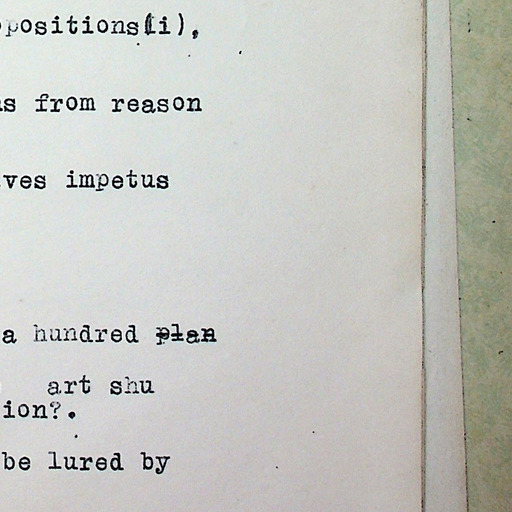 positions(i),
s from reason
ves impetus
a hundred plan
art shu
ion?.
be lured by